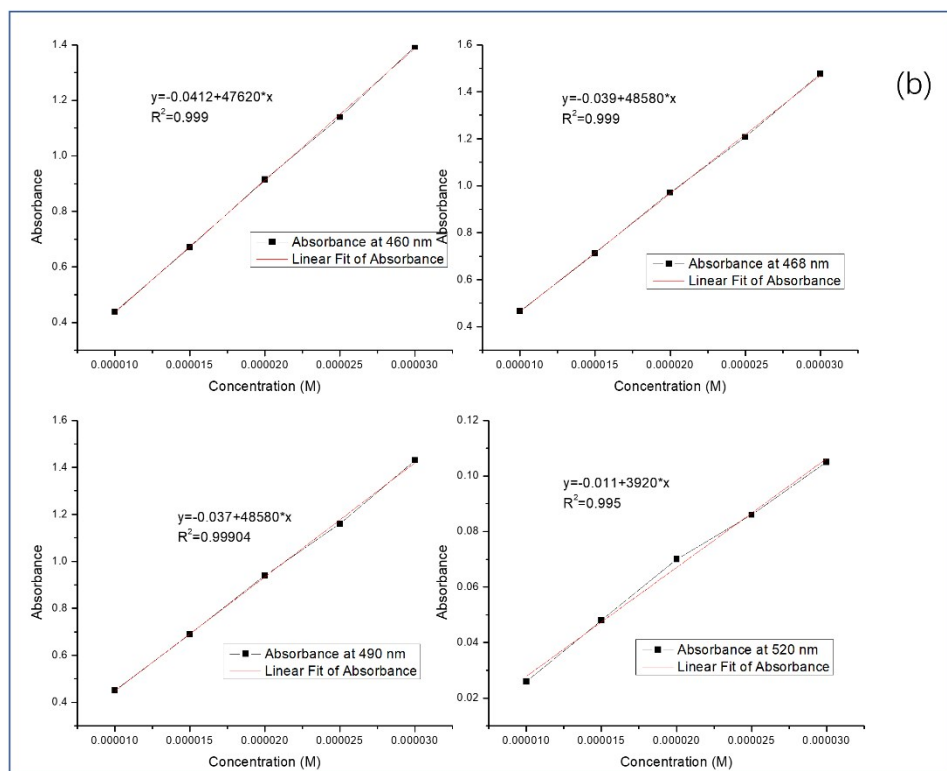 (b)
1.4
1.2
1.0
0.8
0.6
0.4
Absorbance
y=-0.0412+47620*x
R²=0.999
Absorbance at 460 nm
Linear Fit of Absorbance
0.000010 0.000015 0.000020 0.000025 0.000030
Concentration (M)
1.6
1.4
1.2
1.0
0.8
0.6
0.4
Absorbance
y=-0.039+48580*x
R²=0.999
Absorbance at 468 nm
Linear Fit of Absorbance
0.000010 0.000015 0.000020 0.000025 0.000030
Concentration (M)
1.6
1.4
1.2
1.0
0.8
0.6
0.4
Absorbance
y=-0.037+48580*x
R²=0.99904
Absorbance at 490 nm
Linear Fit of Absorbance
0.000010 0.000015 0.000020 0.000025 0.000030
Concentration (M)
0.12
0.10
0.08
0.06
0.04
0.02
Absorbance
y=-0.011+3920*x
R²=0.995
Absorbance at 520 nm
Linear Fit of Absorbance
0.000010 0.000015 0.000020 0.000025 0.000030
Concentration (M)